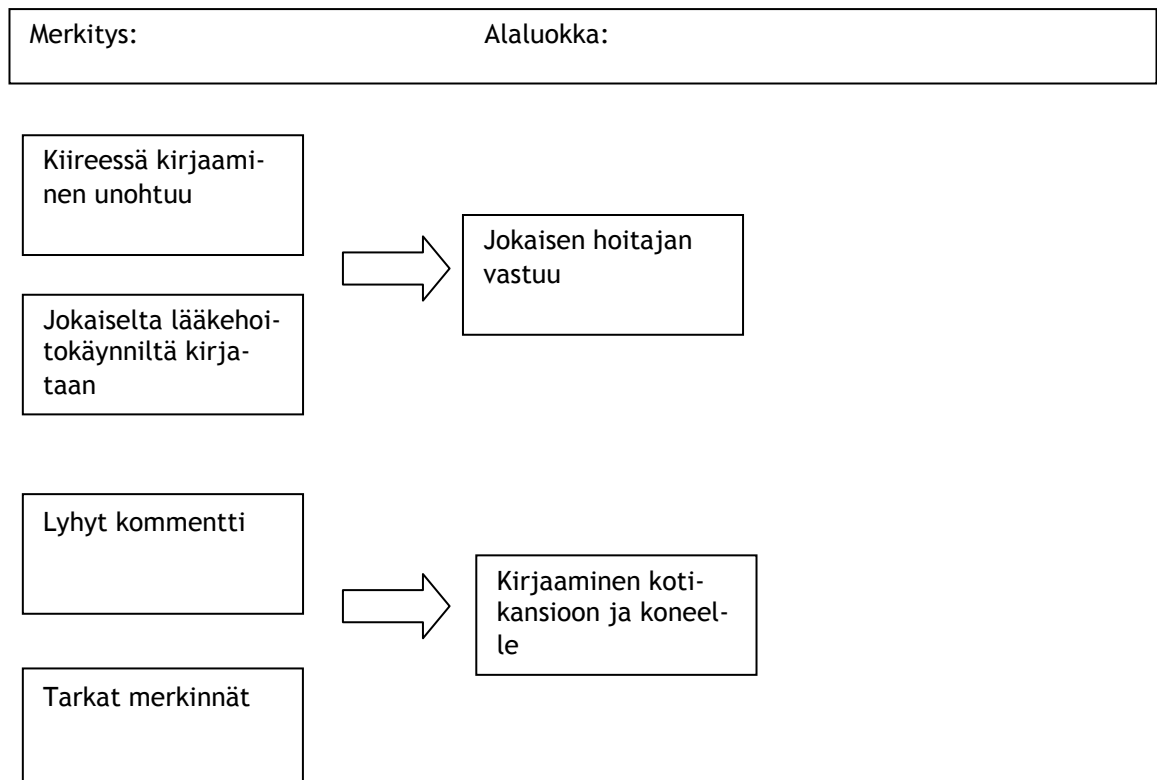 Merkitys: Alaluokka:
Kiireessä kirjaami-
nen unohtuu
Jokaisen hoitajan
vastuu
Jokaiselta lääkehoi-
tokäynniltä kirja-
taan
Lyhyt kommentti
Kirjaaminen koti-
kansioon ja koneel-
le
Tarkat merkinnät